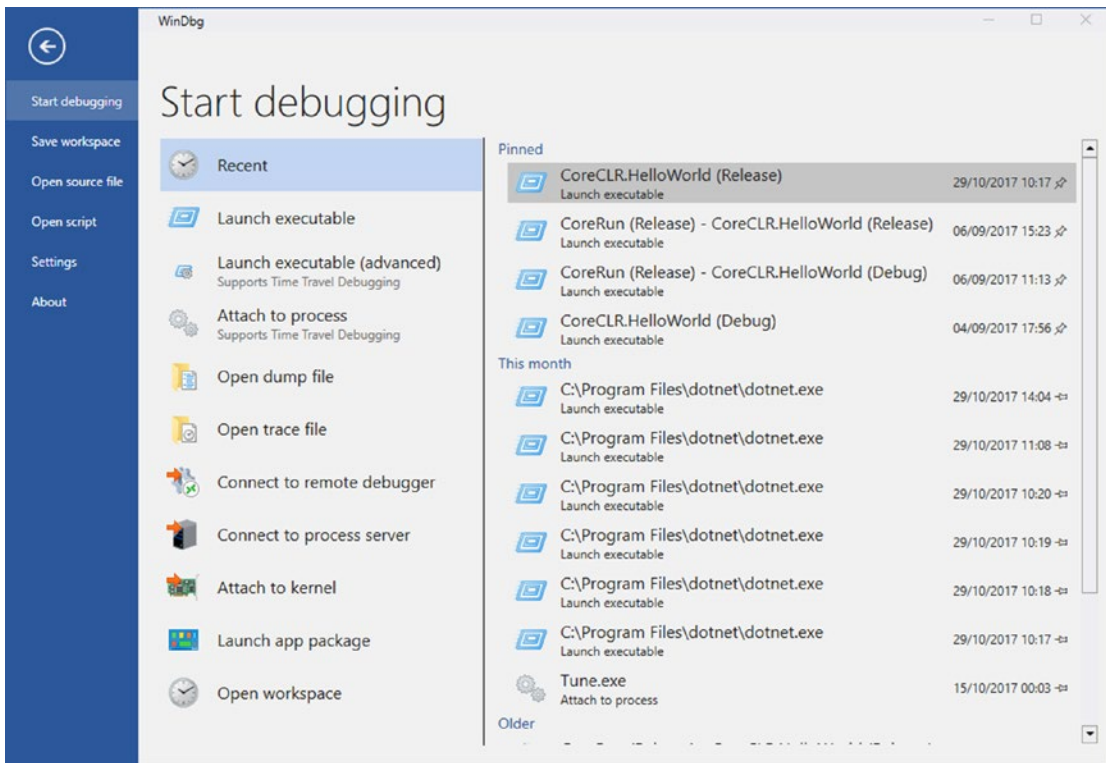 WinDbg
Start debugging
Save workspace
Open source file
Open script
Settings
About
Start debugging
Recent
Launch executable
Launch executable (advanced)
Supports Time Travel Debugging
Attach to process
Supports Time Travel Debugging
Open dump file
Open trace file
Connect to remote debugger
Connect to process server
Attach to kernel
Launch app package
Open workspace
Pinned
CoreCLR.HelloWorld (Release)
Launch executable
29/10/2017 10:17
CoreRun (Release) - CoreCLR.HelloWorld (Release)
Launch executable
06/09/2017 15:23
CoreRun (Release) - CoreCLR.HelloWorld (Debug)
Launch executable
06/09/2017 11:13
CoreCLR.HelloWorld (Debug)
Launch executable
04/09/2017 17:56
This month
C:\Program Files\dotnet\dotnet.exe
Launch executable
29/10/2017 14:04
C:\Program Files\dotnet\dotnet.exe
Launch executable
29/10/2017 11:08
C:\Program Files\dotnet\dotnet.exe
Launch executable
29/10/2017 10:20
C:\Program Files\dotnet\dotnet.exe
Launch executable
29/10/2017 10:19
C:\Program Files\dotnet\dotnet.exe
Launch executable
29/10/2017 10:18
C:\Program Files\dotnet\dotnet.exe
Launch executable
29/10/2017 10:17
Tune.exe
Attach to process
15/10/2017 00:03
Older